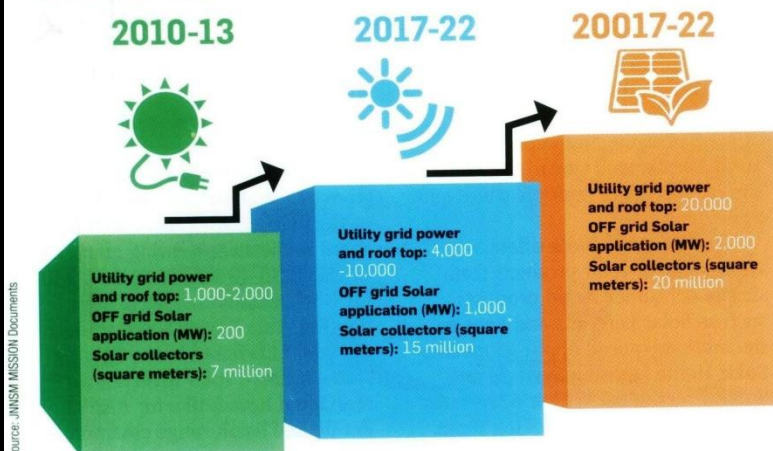 2010-13
2017-22
20017-22
Utility grid power
and roof top: 1,000-2,000
OFF grid Solar
application (MW): 200
Solar collectors
(square meters): 7 million
Utility grid power
and roof top: 4,000
-10,000
OFF grid Solar
application (MW): 1,000
Solar collectors (square
meters): 15 million
Utility grid power
and roof top: 20,000
OFF grid Solar
application (MW): 2,000
Solar collectors (square
meters): 20 million
ource: JNNSM MISSION Documents